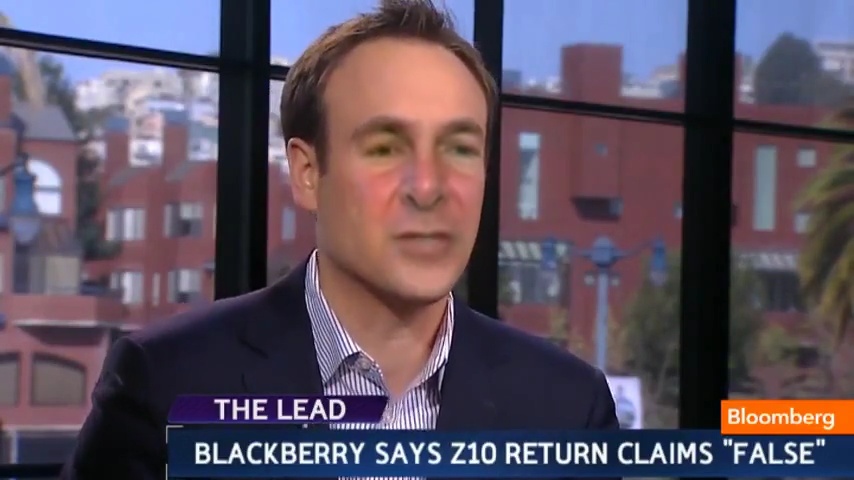 Bloomberg
THE LEAD
BLACKBERRY SAYS Z10 RETURN CLAIMS "FALSE"